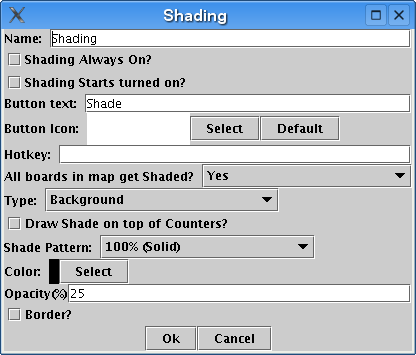 Shading
Name: Shading
Shading Always On?
Shading Starts turned on?
Button text: Shade
Button Icon: Select Default
Hotkey:
All boards in map get Shaded? Yes
Type: Background
Draw Shade on top of Counters?
Shade Pattern: 100% (Solid)
Color: Select
Opacity(%) 25
Border?
Ok Cancel